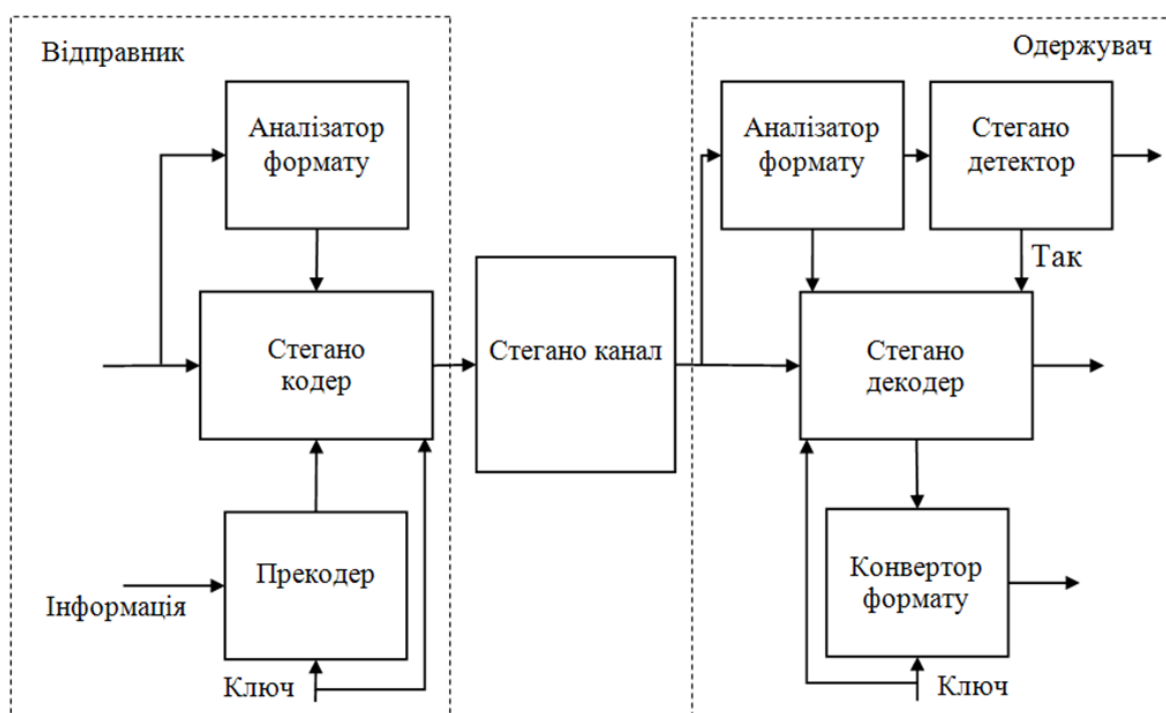 Відправник
Аналізатор
формату
Стегано
кодер
Прекодер
Інформація
Ключ
Стегано канал
Одержувач
Аналізатор
формату
Стегано
детектор
Так
Стегано
декодер
Конвертор
формату
Ключ